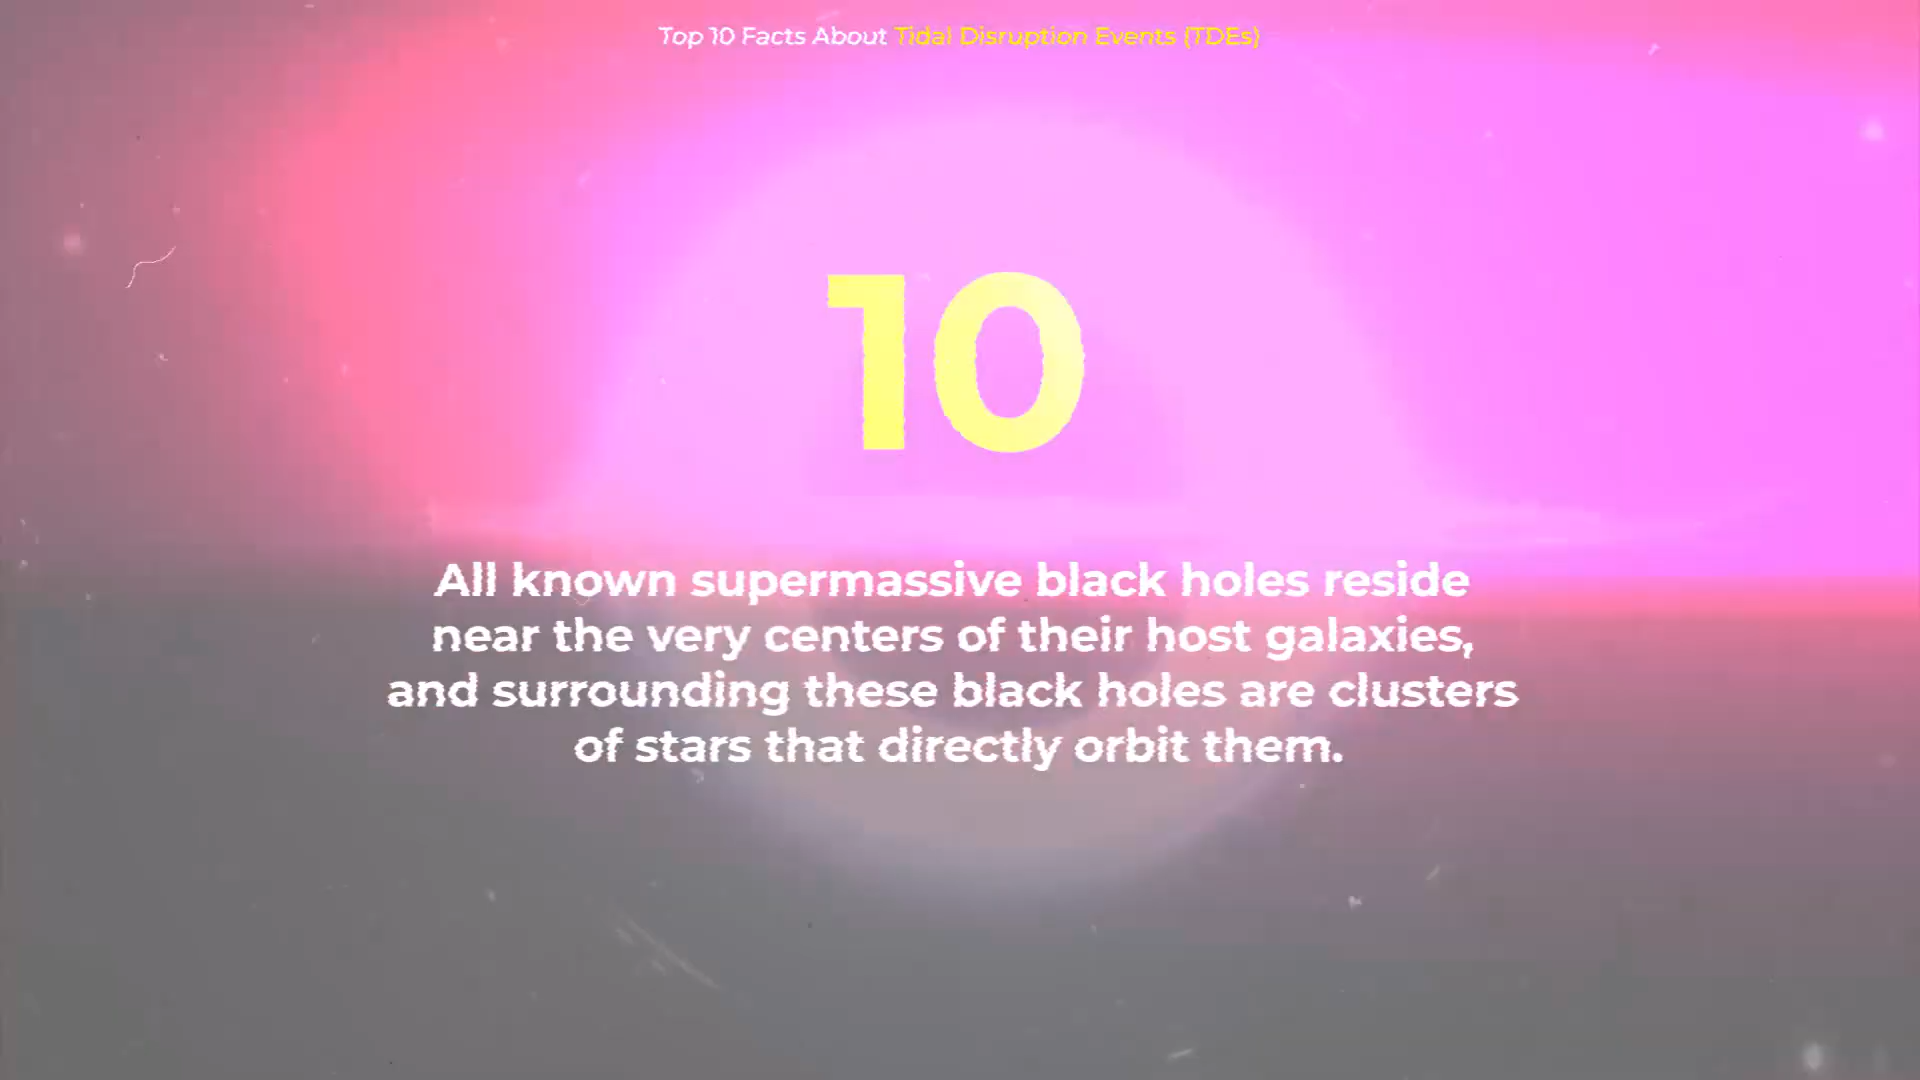 Top 10 Facts About Tidal Disruption Events (TDEs)
10
All known supermassive black holes reside
near the very centers of their host galaxies,
and surrounding these black holes are clusters
of stars that directly orbit them.